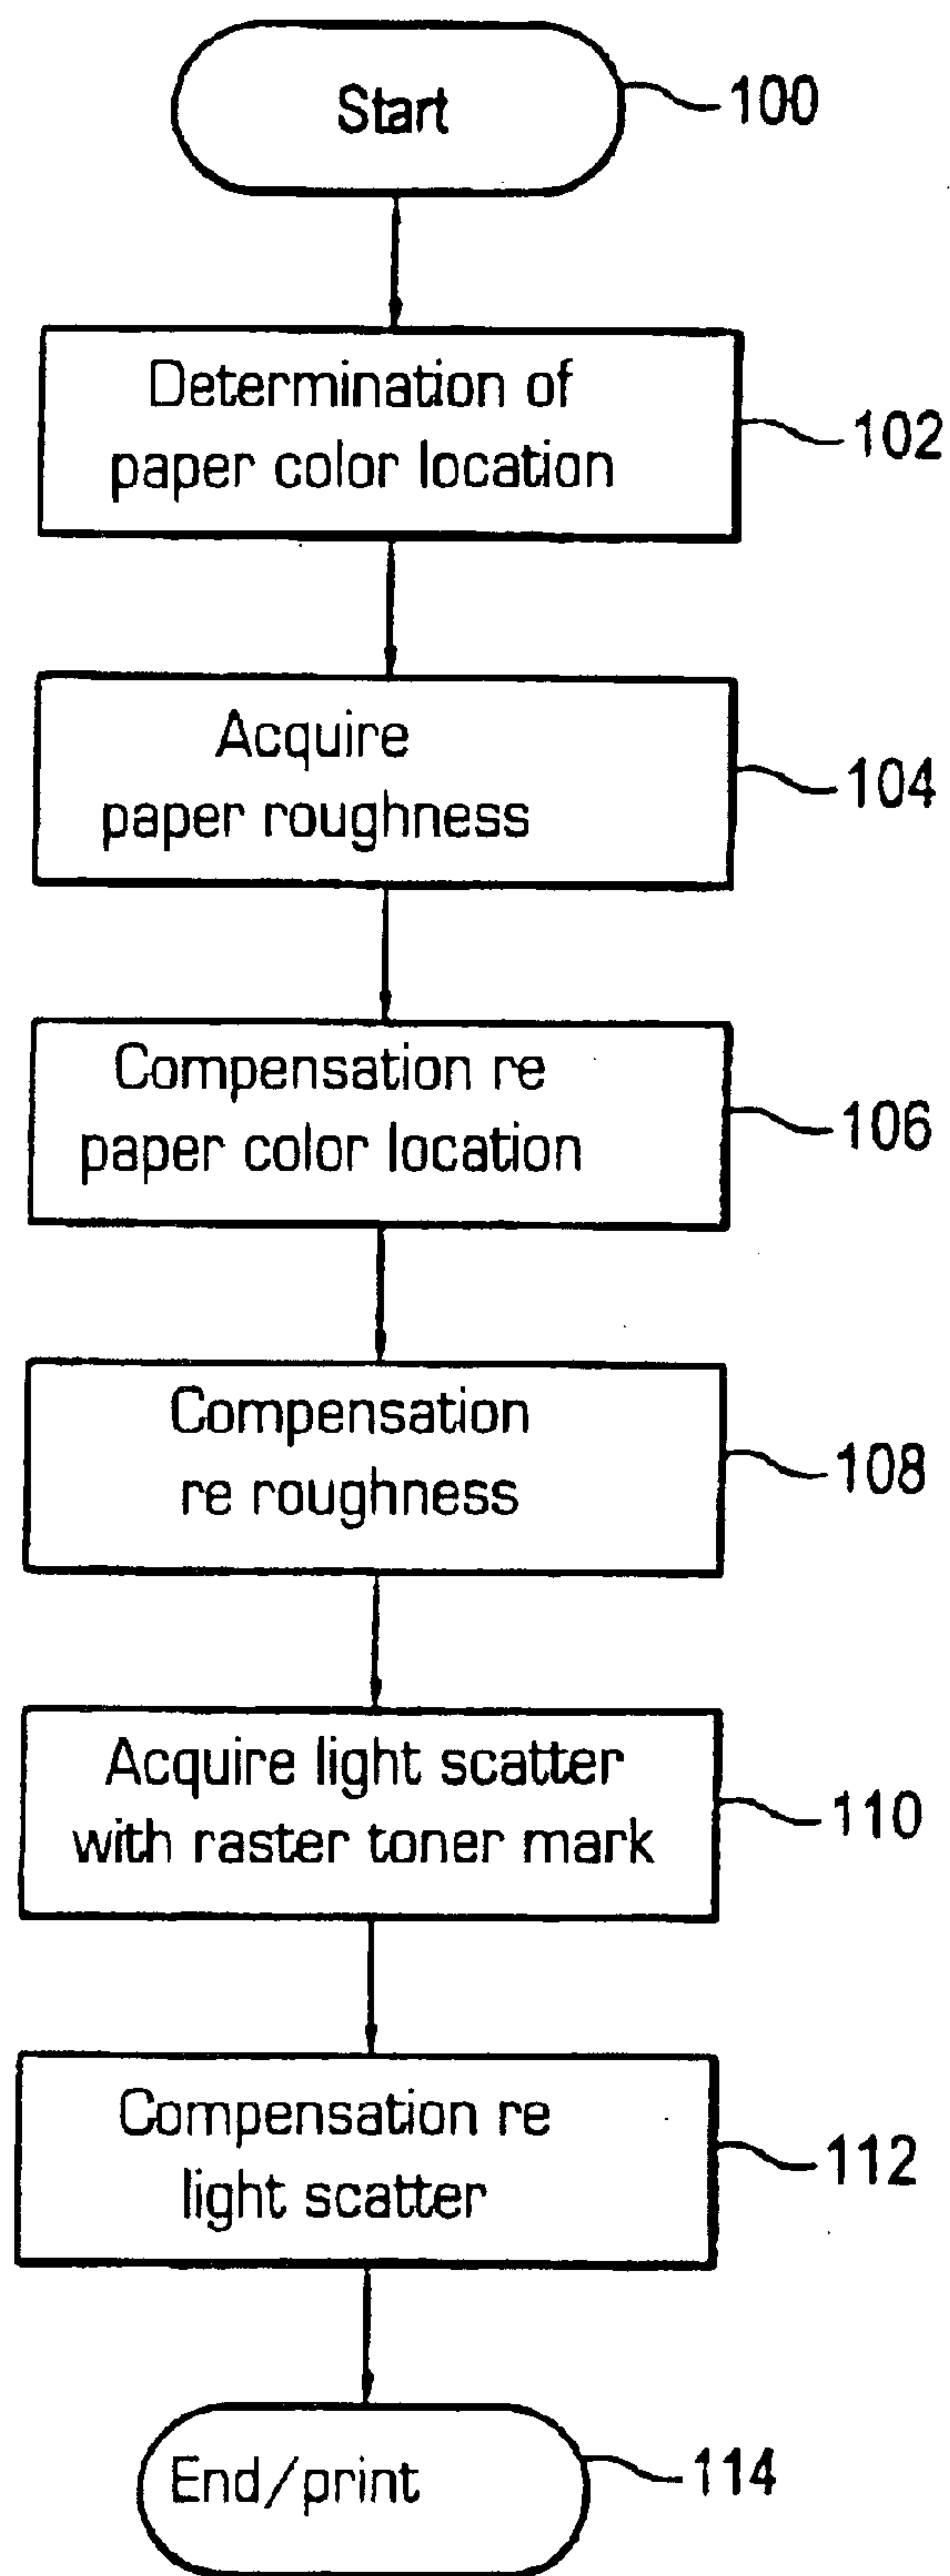 Start
100
Determination of
paper color location
102
Acquire
paper roughness
104
Compensation re
paper color location
106
Compensation
re roughness
108
Acquire light scatter
with raster toner mark
110
Compensation re
light scatter
112
End/print
114